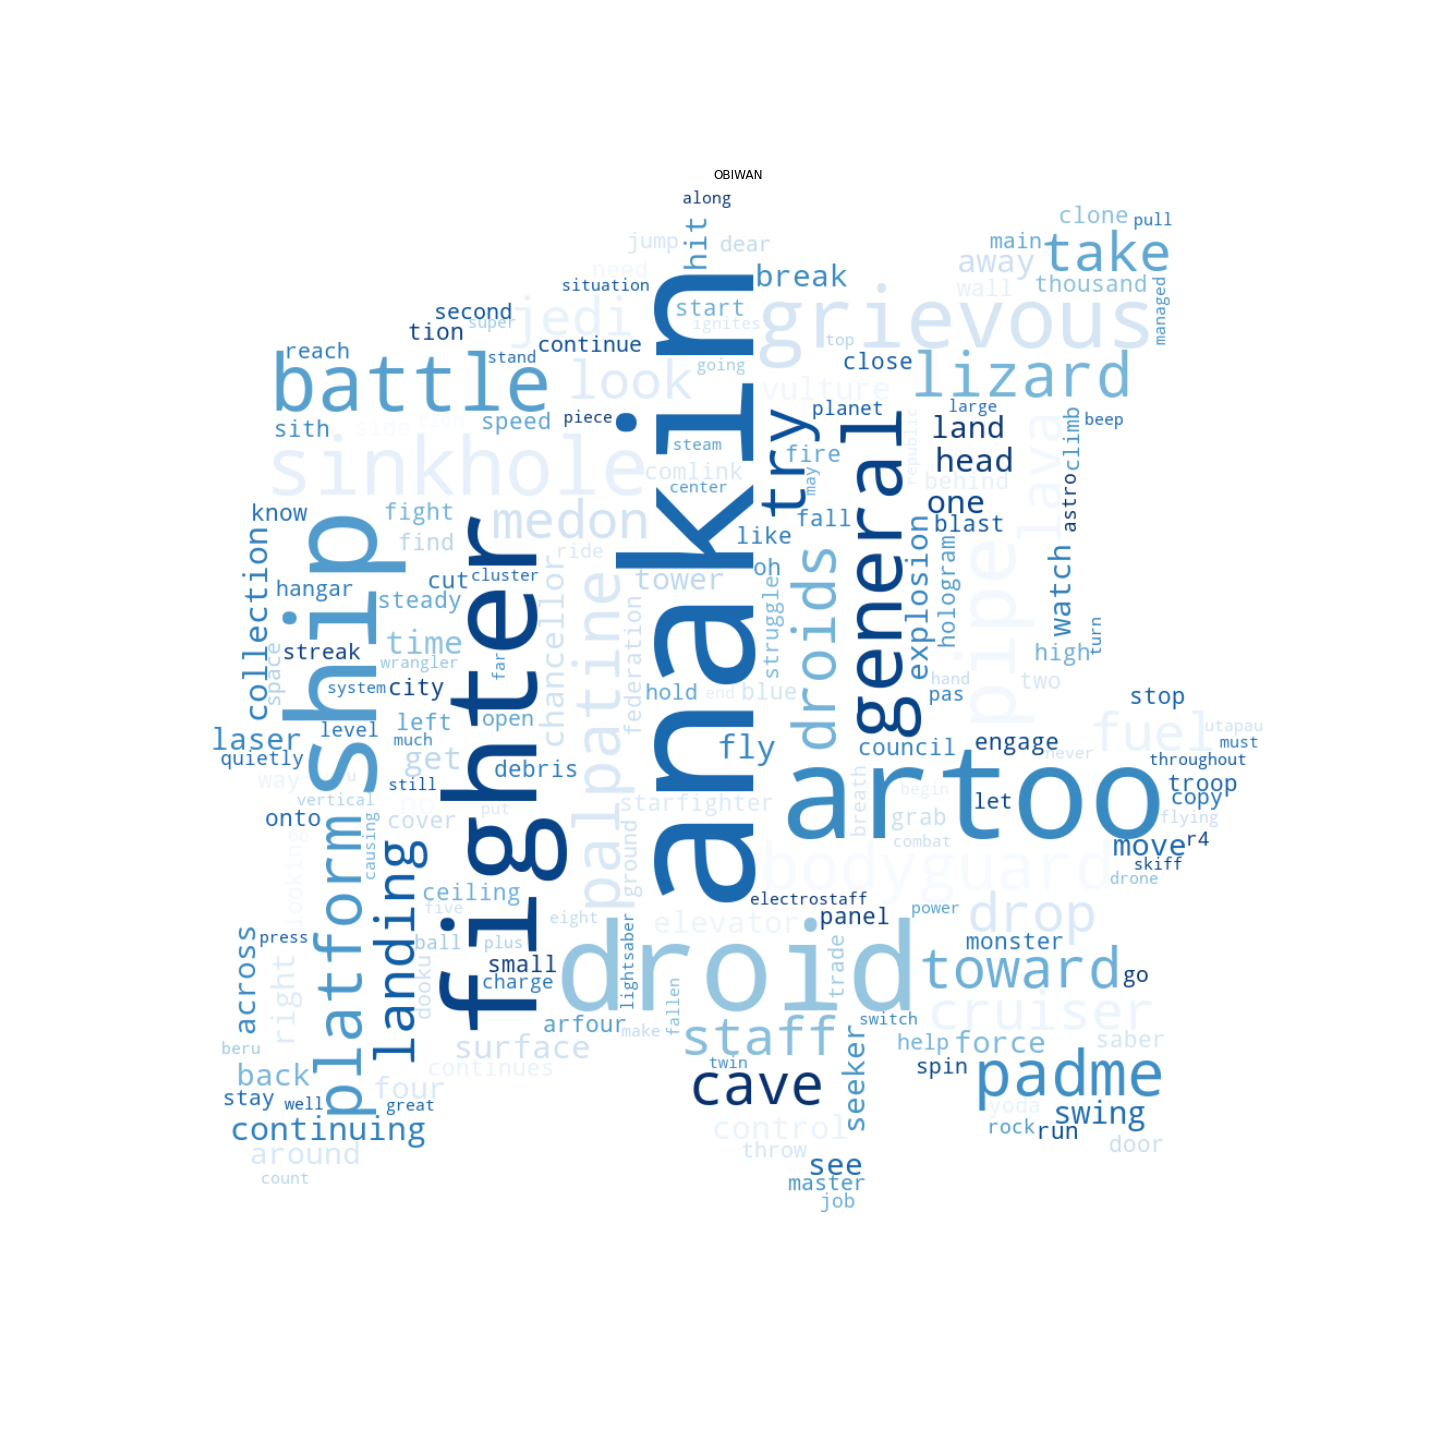 OBIWAN
along
hit
jump
dear
clone
pull
main
take
need
away
break
situation
start
thousand
wall
managed
second
super
jedi
grievous
tion
ignites
continue
top
reach
stand
going
close
battle
look
vulture
lizard
anakin
piece
try
planet
large
beep
sith
side
tion
speed
general
republic
land
lava
climb
steam
fire
head
sinkhole
comlink
center
may
behind
know
fight
medon
fall
one
astro
blast
find
like
collection
ship
fighter
ride
oh
explosion
hologram
watch
hangar
cut
cluster
tower
droids
pipe
steady
chancellor
palpatine
federation
struggle
time
streak
wrangler
far
high
turn
space
system
city
hold
end
blue
hand
pas
two
stop
laser
level
left
open
fly
council
engage
fuel
utapau
must
quietly
much
get
debris
never
throughout
way
u
still
artoo
troop
vertical
no
put
starfighter
breath
begin
let
copy
onto
platform
causing
cover
ground
grab
flying
looking
landing
combat
move
r4
bodyguard
skiff
ceiling
drone
five
eight
electrostaff
power
drop
elevator
panel
across
press
ball
plus
lightsaber
monster
right
dooku
small
charge
droid
trade
toward
go
fallen
cruiser
arfour
make
switch
beru
surface
staff
seeker
help
force
saber
back
four
continues
twin
spin
padme
stay
well
great
cave
yoda
swing
continuing
control
rock
run
around
throw
door
count
see
master
job